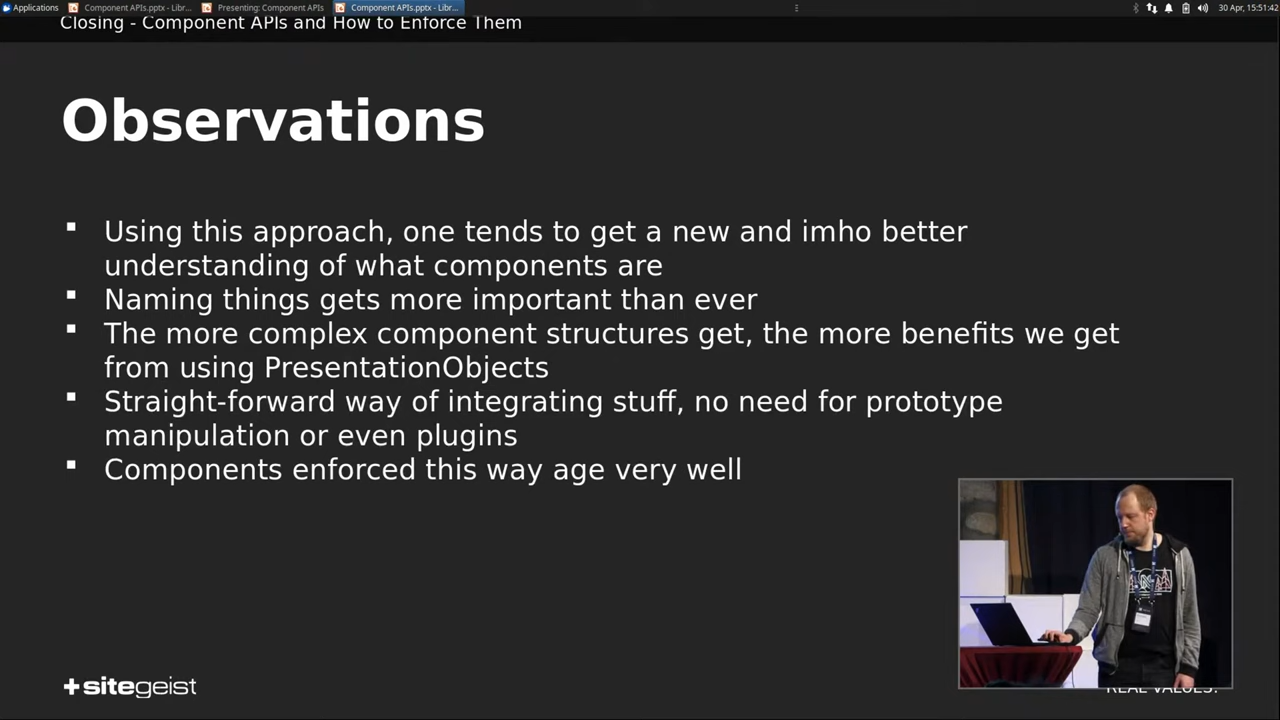 Applications
Component APIs.pptx - Libr...
Presenting: Component APIs
Component APIs.pptx - Libr...
30 Apr, 15:51:42
Closing - Component APIs and How to Enforce Them
Observations
Using this approach, one tends to get a new and imho better
understanding of what components are
Naming things gets more important than ever
The more complex component structures get, the more benefits we get
from using PresentationObjects
Straight-forward way of integrating stuff, no need for prototype
manipulation or even plugins
Components enforced this way age very well
+sitegeist
REAL VALUES.